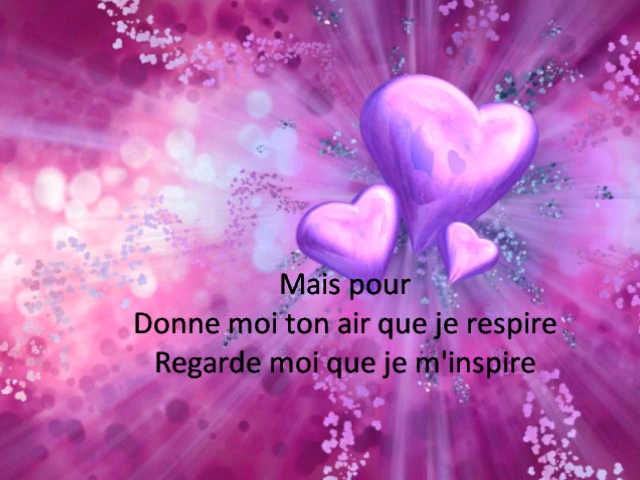 Mais pour
Donne moi ton air que je respire
Regarde moi que je m'inspire